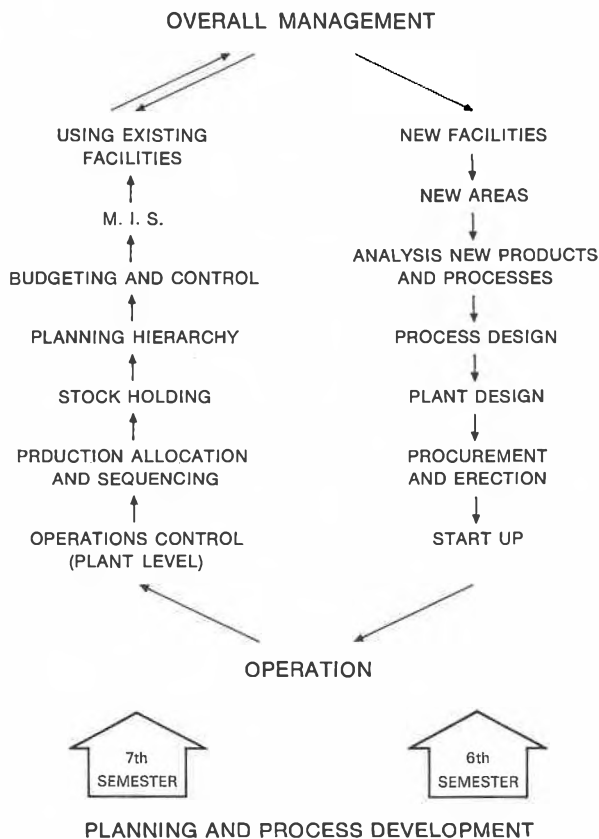 OVERALL MANAGEMENT
USING EXISTING
FACILITIES
M. I. S.
BUDGETING AND CONTROL
PLANNING HIERARCHY
STOCK HOLDING
PRDUCTION ALLOCATION
AND SEQUENCING
OPERATIONS CONTROL
(PLANT LEVEL)
NEW FACILITIES
NEW AREAS
ANALYSIS NEW PRODUCTS
AND PROCESSES
PROCESS DESIGN
PLANT DESIGN
PROCUREMENT
AND ERECTION
START UP
OPERATION
7th
SEMESTER
6th
SEMESTER
PLANNING AND PROCESS DEVELOPMENT